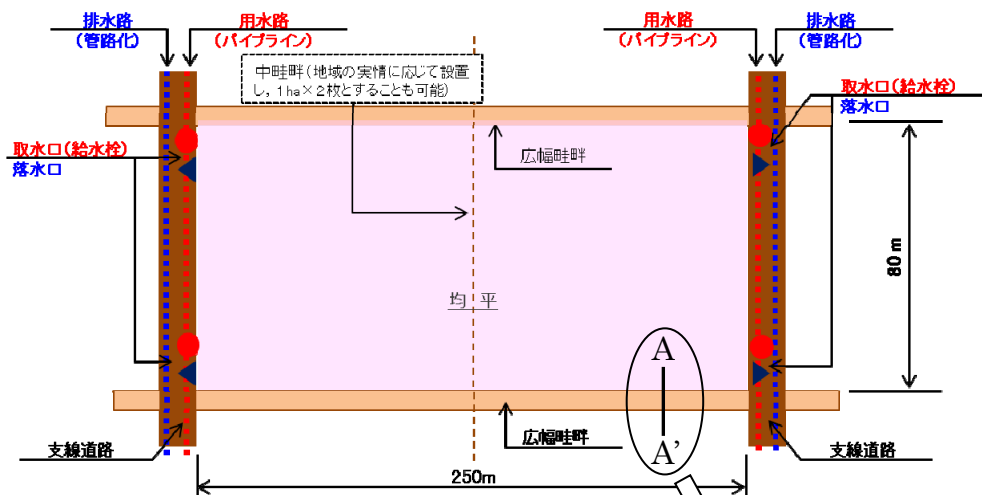 排水路
(管路化)
用水路
(パイプライン)
用水路
(パイプライン)
排水路
(管路化)
中畦畔(地域の実情に応じて設置
し，1ha×2枚とすることも可能)
取水口(給水栓)
落水口
取水口(給水栓)
落水口
広幅畦畔
80m
均 平
A
A’
広幅畦畔
支線道路
支線道路
250m